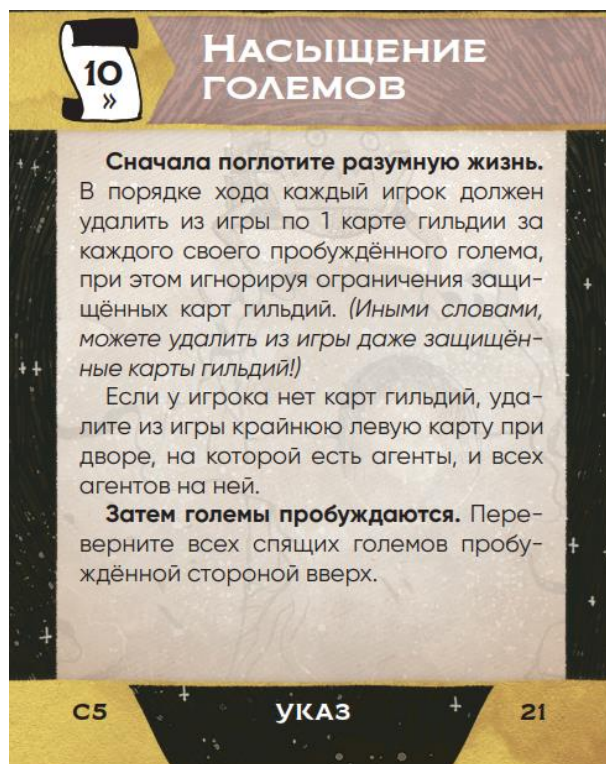 10
»
Насыщение
големов
Сначала поглотите разумную жизнь.
В порядке хода каждый игрок должен
удалить из игры по 1 карте гильдии за
каждого своего пробуждённого голема,
при этом игнорируя ограничения защи-
щённых карт гильдий. (Иными словами,
можете удалить из игры даже защищён-
ные карты гильдий!)
Если у игрока нет карт гильдий, уда-
лите из игры крайнюю левую карту при
дворе, на которой есть агенты, и всех
агентов на ней.
Затем големы пробуждаются. Пере-
верните всех спящих големов пробу-
ждённой стороной вверх.
С5 УКАЗ 21